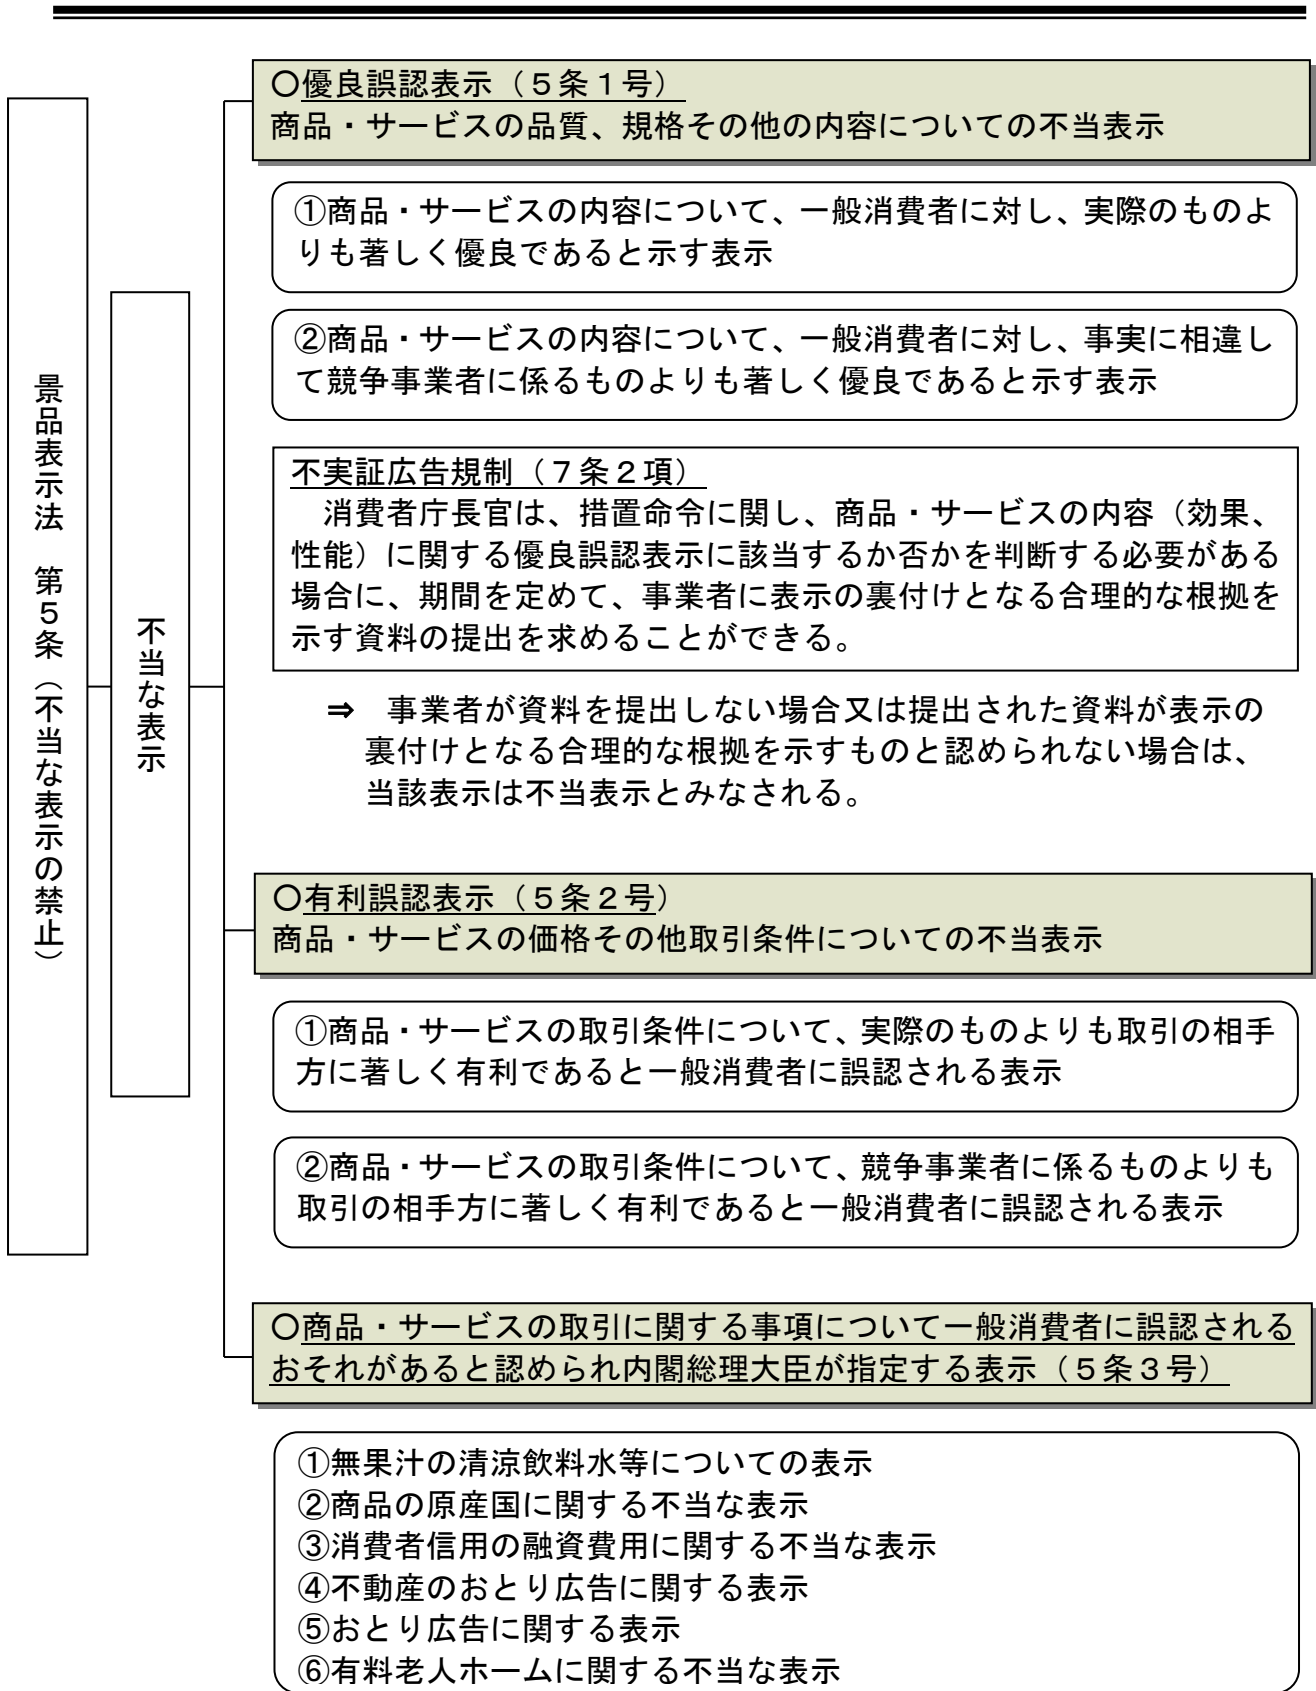 景品表示法　第５条（不当な表示の禁止）
不当な表示
○優良誤認表示（５条１号）
商品・サービスの品質、規格その他の内容についての不当表示
①商品・サービスの内容について、一般消費者に対し、実際のものよ
りも著しく優良であると示す表示
②商品・サービスの内容について、一般消費者に対し、事実に相違し
て競争事業者に係るものよりも著しく優良であると示す表示
不実証広告規制（７条２項）
　消費者庁長官は、措置命令に関し、商品・サービスの内容（効果、
性能）に関する優良誤認表示に該当するか否かを判断する必要がある
場合に、期間を定めて、事業者に表示の裏付けとなる合理的な根拠を
示す資料の提出を求めることができる。
⇒　事業者が資料を提出しない場合又は提出された資料が表示の
裏付けとなる合理的な根拠を示すものと認められない場合は、
当該表示は不当表示とみなされる。
○有利誤認表示（５条２号）
商品・サービスの価格その他取引条件についての不当表示
①商品・サービスの取引条件について、実際のものよりも取引の相手
方に著しく有利であると一般消費者に誤認される表示
②商品・サービスの取引条件について、競争事業者に係るものよりも
取引の相手方に著しく有利であると一般消費者に誤認される表示
○商品・サービスの取引に関する事項について一般消費者に誤認される
おそれがあると認められ内閣総理大臣が指定する表示（５条３号）
①無果汁の清涼飲料水等についての表示
②商品の原産国に関する不当な表示
③消費者信用の融資費用に関する不当な表示
④不動産のおとり広告に関する表示
⑤おとり広告に関する表示
⑥有料老人ホームに関する不当な表示